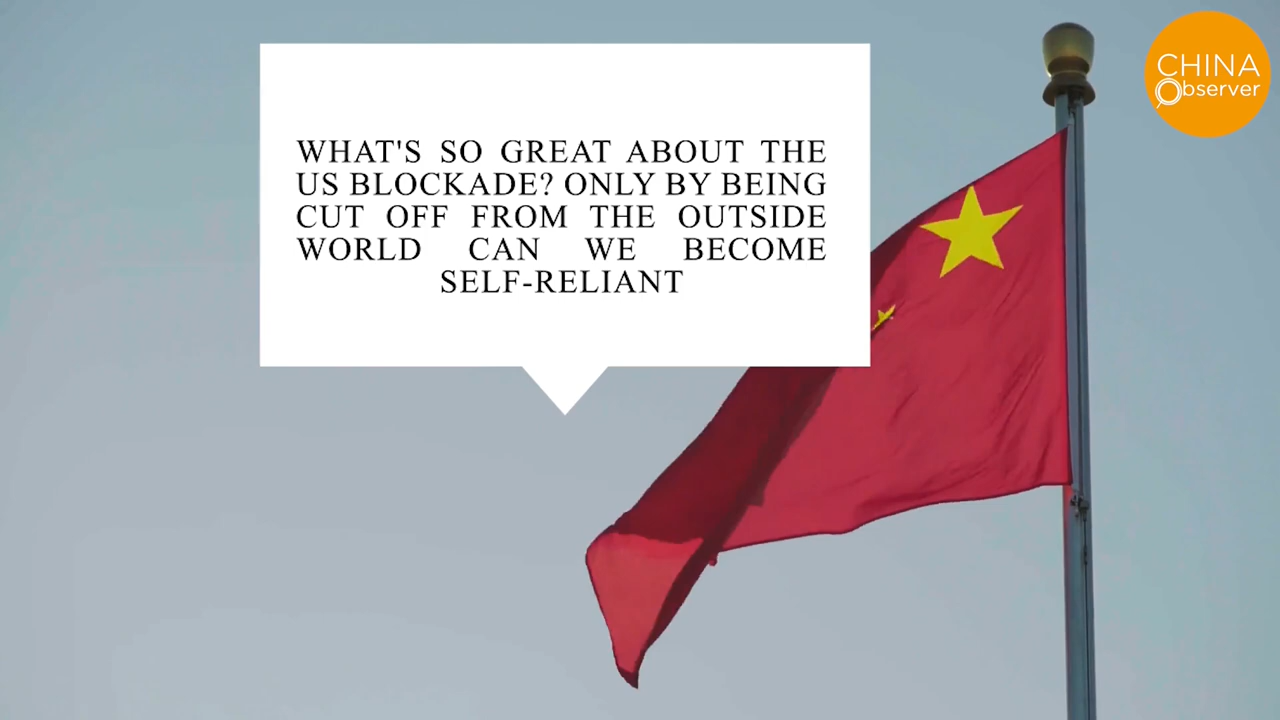 WHAT'S SO GREAT ABOUT THE
US BLOCKADE? ONLY BY BEING
CUT OFF FROM THE OUTSIDE
WORLD CAN WE BECOME
SELF-RELIANT
CHINA
Observer